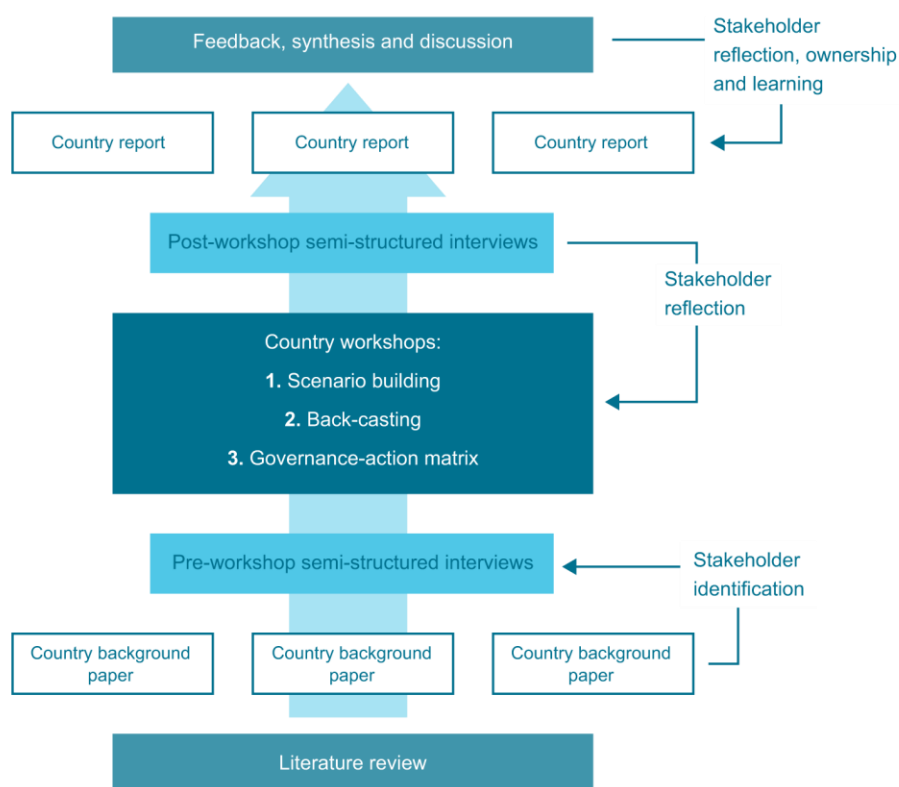 Feedback, synthesis and discussion
Stakeholder
reflection, ownership
and learning
Country report
Country report
Country report
Post-workshop semi-structured interviews
Stakeholder
reflection
Country workshops:
1. Scenario building
2. Back-casting
3. Governance-action matrix
Pre-workshop semi-structured interviews
Stakeholder
identification
Country background
paper
Country background
paper
Country background
paper
Literature review